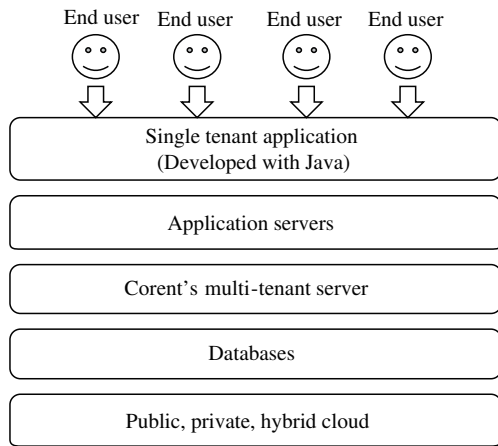 End user End user End user End user
Single tenant application
(Developed with Java)
Application servers
Corent's multi-tenant server
Databases
Public, private, hybrid cloud